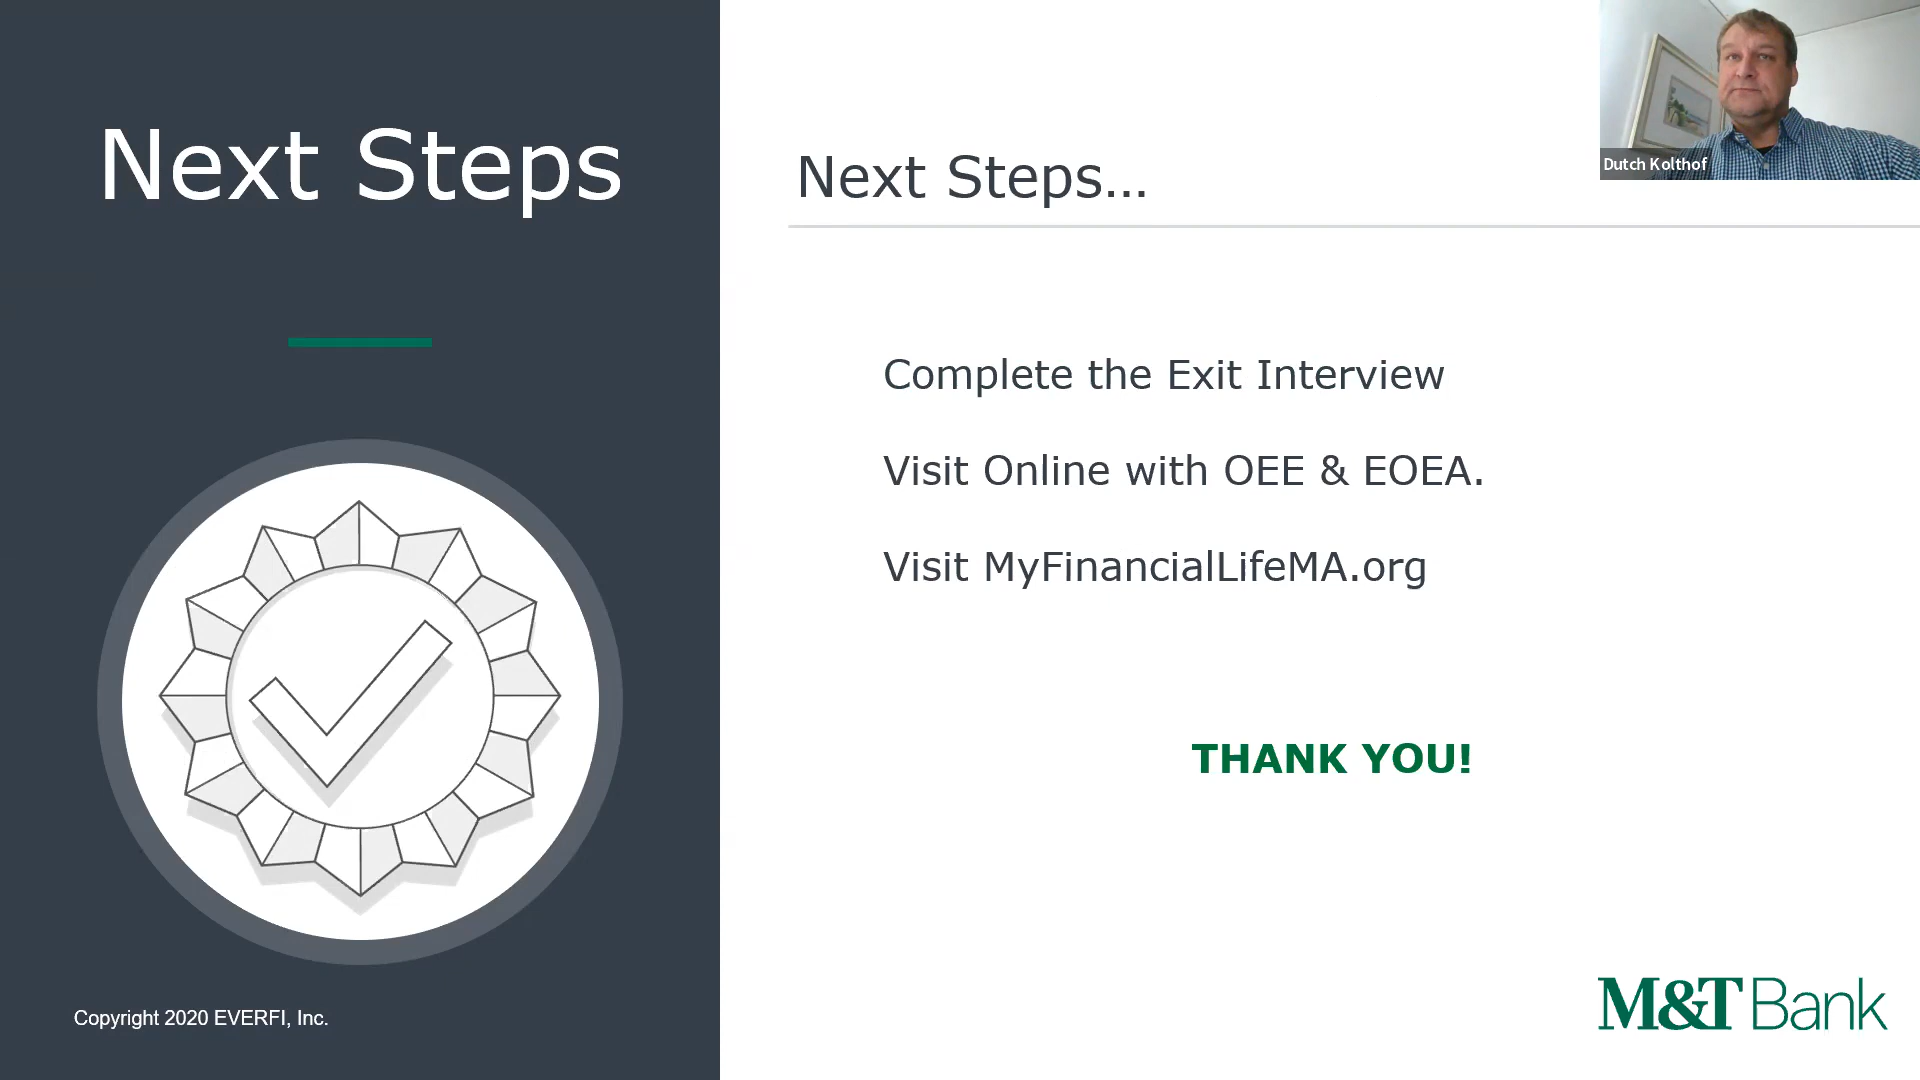 Next Steps
Next Steps...
Dutch Kolthof
Complete the Exit Interview
Visit Online with OEE & EOEA.
Visit MyFinancialLifeMA.org
THANK YOU!
Copyright 2020 EVERFI, Inc.
M&T Bank